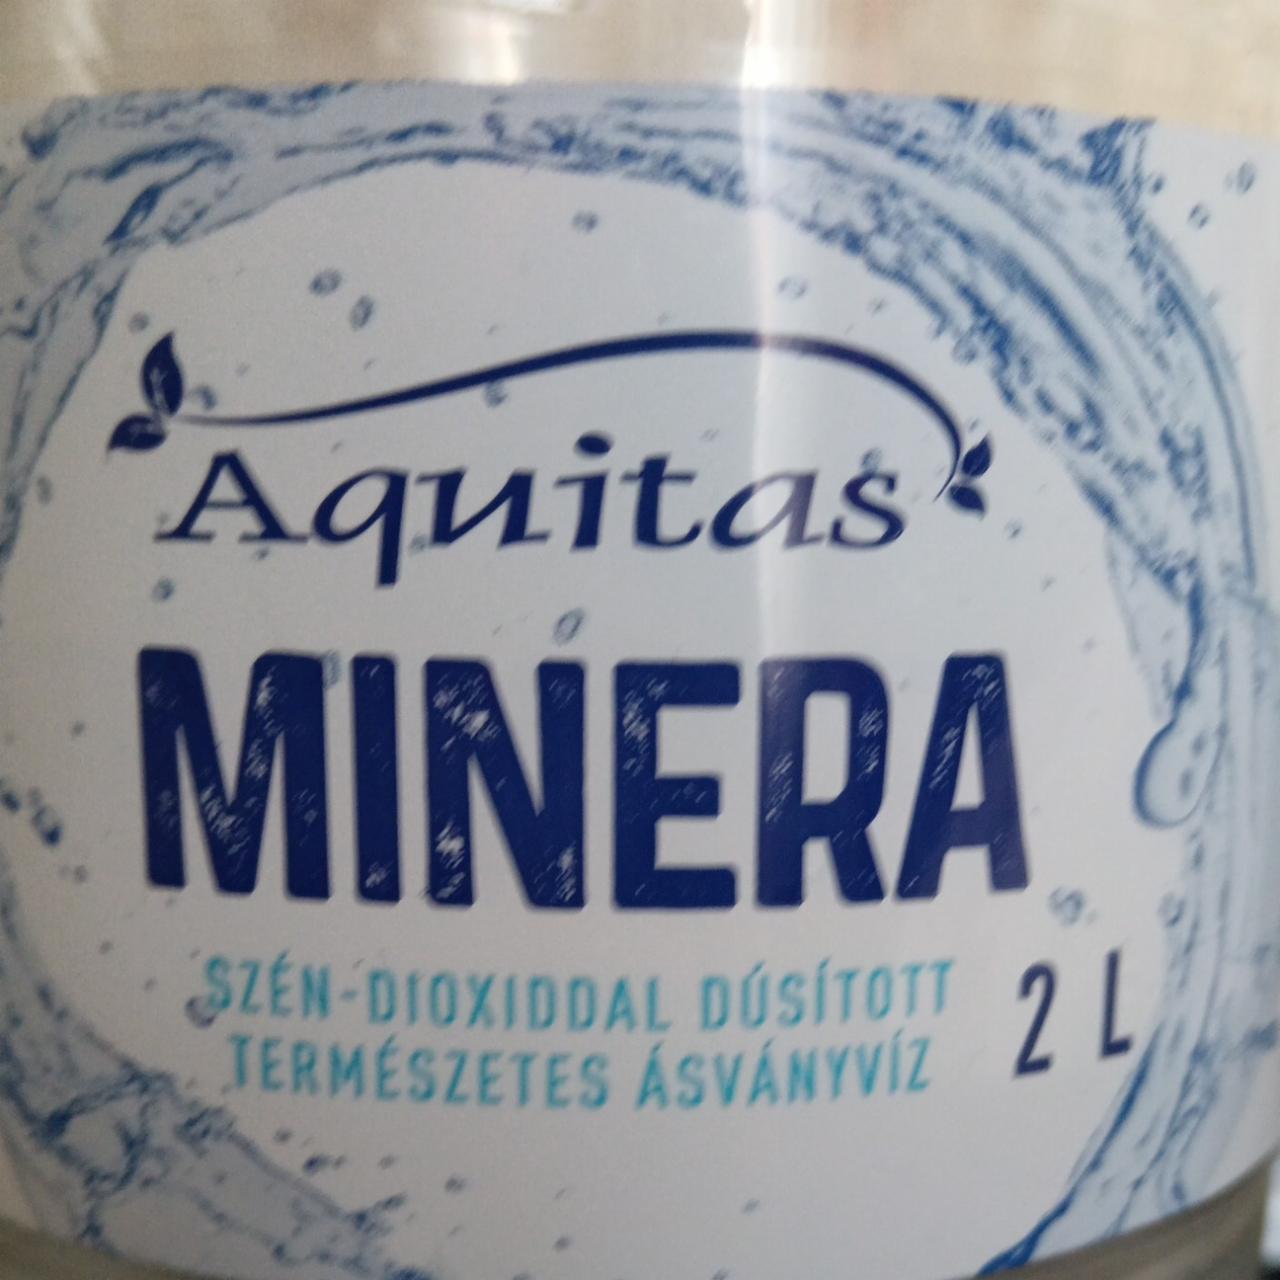 Aquitas
MINERA
SZÉN-DIOXIDDAL DÚSÍTOTT
TERMÉSZETES ÁSVÁNYVÍZ
2 L